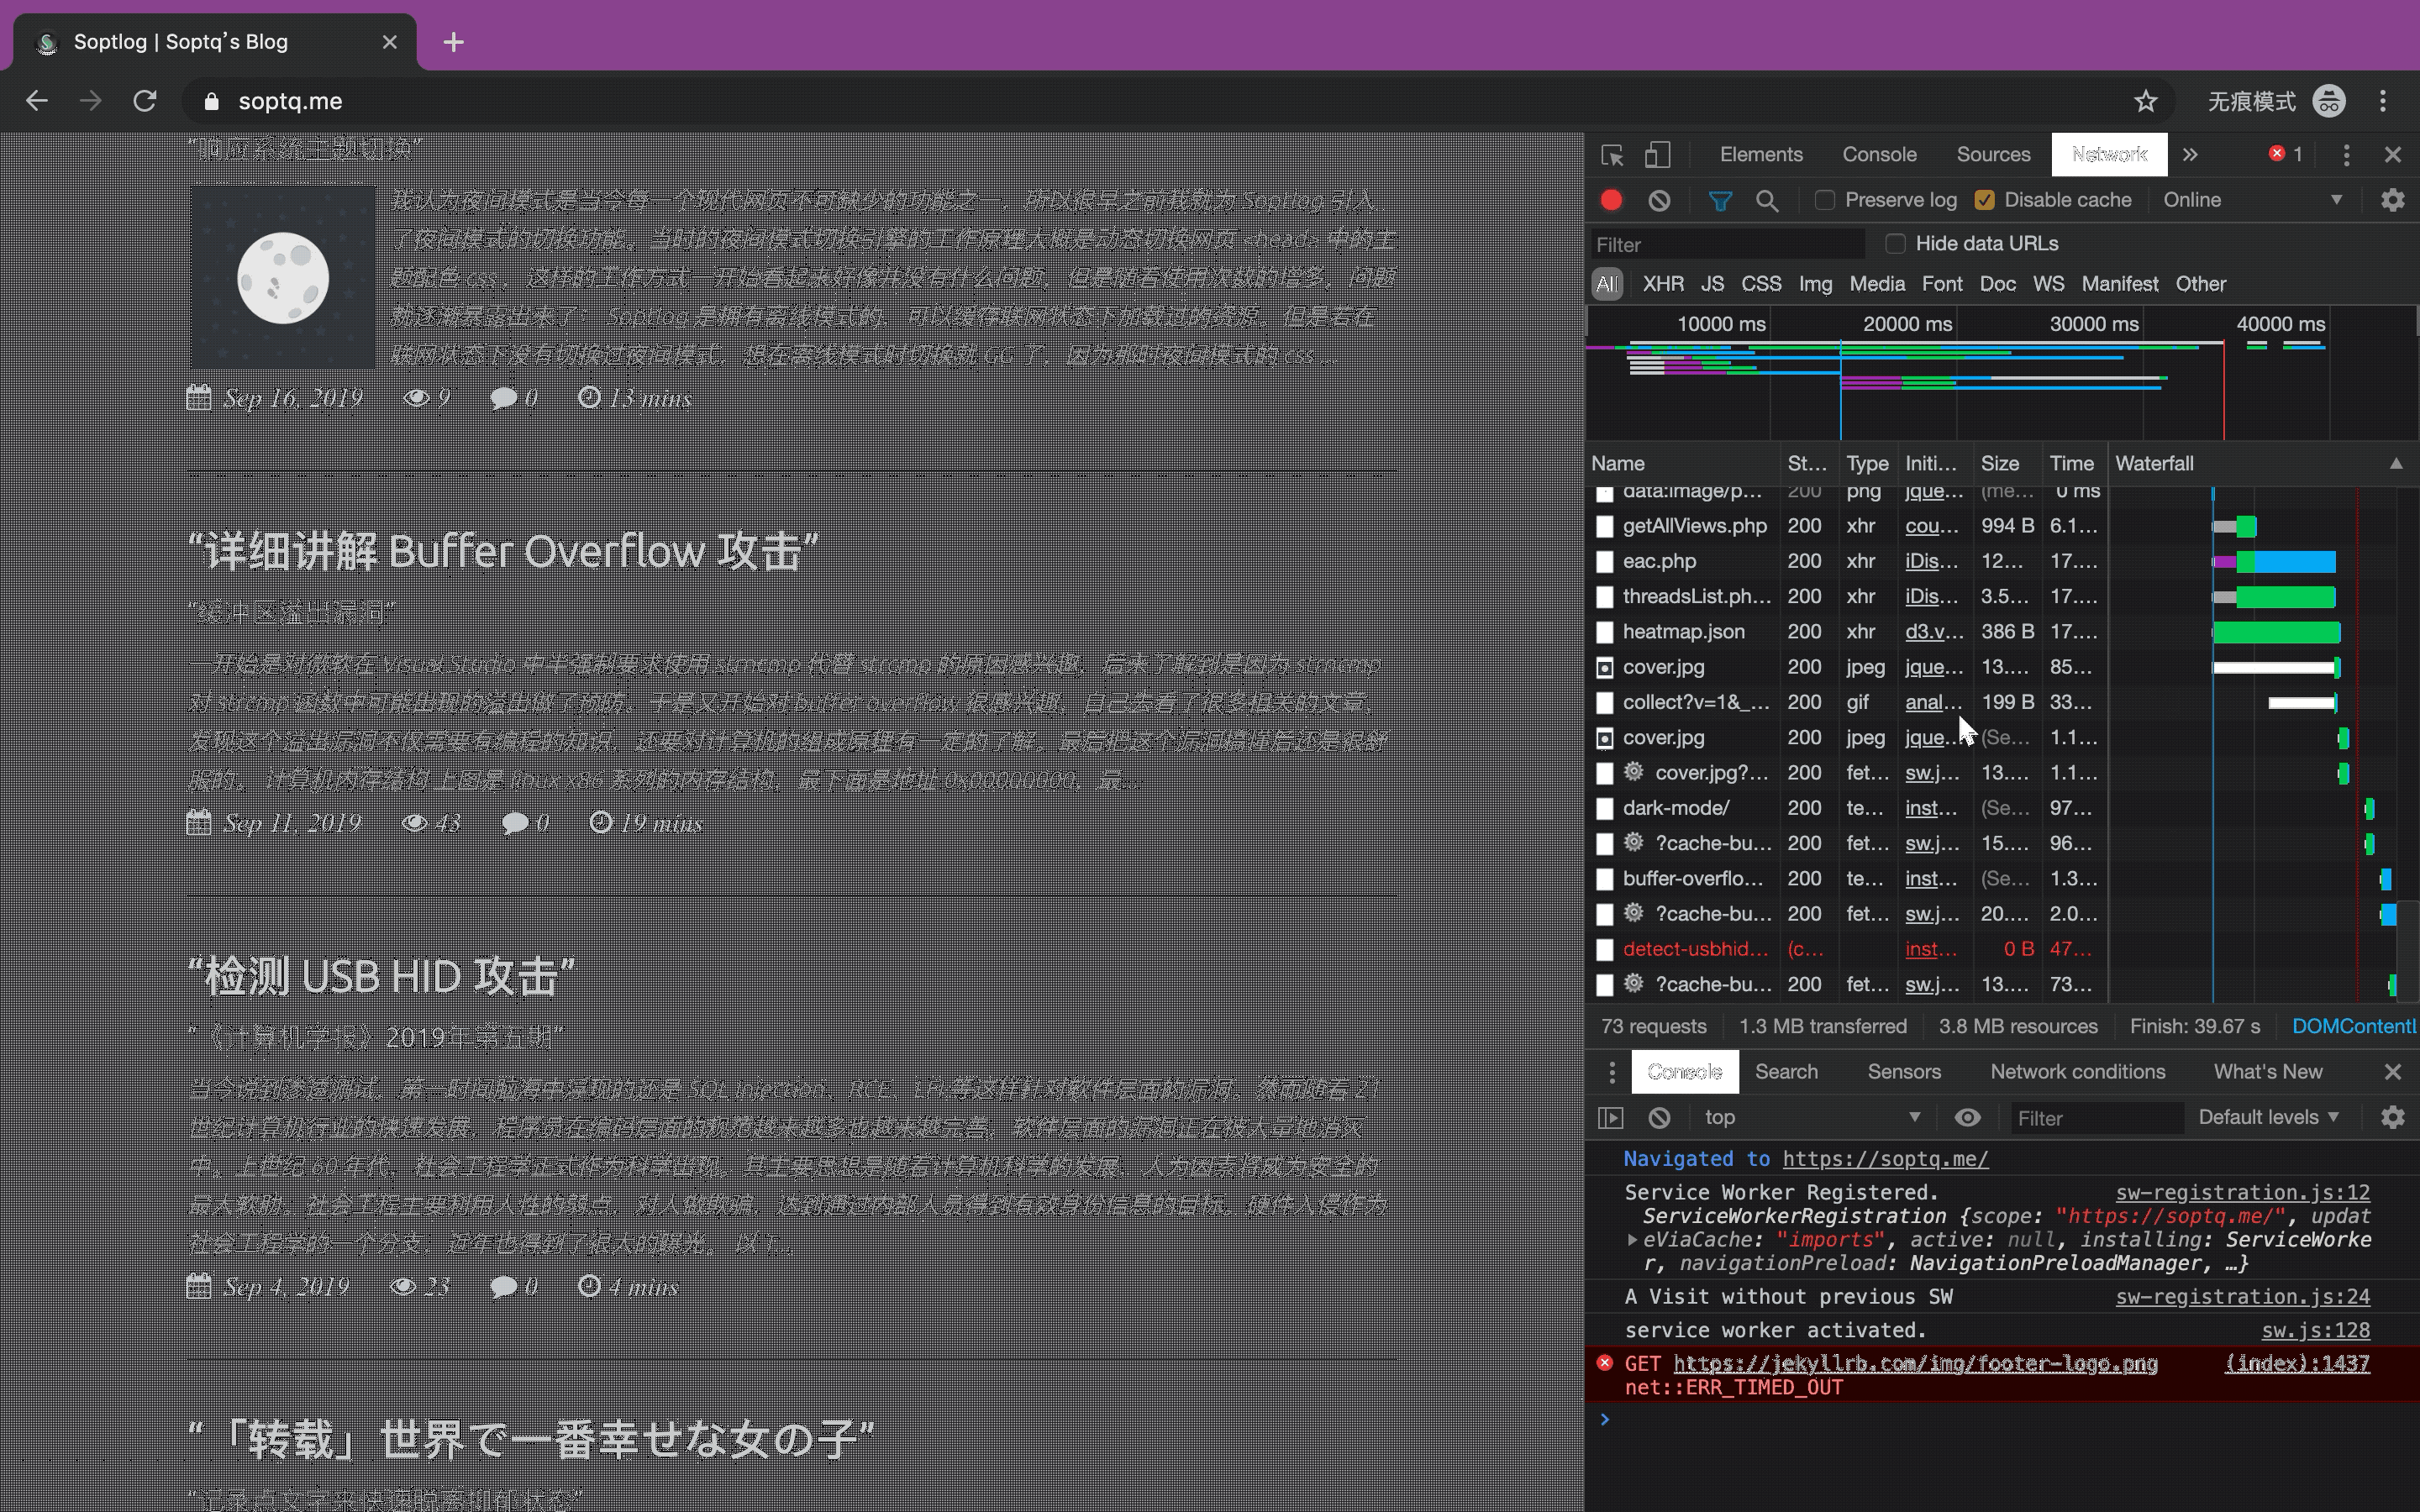 Soptlog | Soptq's Blog
soptq.me
无痕模式
“响应系统主题切换”
我认为夜间模式是当今每一个现代网页不可缺少的功能之一，所以很早之前我就为 Soptlog 引入
了夜间模式的切换功能。当时的夜间模式切换引擎的工作原理大概是动态切换网页 <head> 中的主
题配色 css，这样的工作方式一开始看起来好像并没有什么问题，但是随着使用次数的增多，问题
就逐渐暴露出来了： Soptlog 是拥有离线模式的，可以缓存联网状态下加载过的资源。但是若在
联网状态下没有切换过夜间模式，想在离线模式时切换就 GG 了，因为那时夜间模式的 css ...
Sep 16, 2019 9 0 13 mins
“详细讲解 Buffer Overflow 攻击”
“缓冲区溢出漏洞”
一开始是对微软在 Visual Studio 中半强制要求使用 strncmp 代替 strcmp 的原因感兴趣，后来了解到是因为 strncmp
对 strcmp 函数中可能出现的溢出做了预防。于是又开始对 buffer overflow 很感兴趣，自己去看了很多相关的文章，
发现这个溢出漏洞不仅需要有编程的知识，还要对计算机的组成原理有一定的了解。最后把这个漏洞搞懂后还是很舒
服的。 计算机内存结构 上图是 linux x86 系列的内存结构，最下面是地址 0x00000000，最...
Sep 11, 2019 43 0 19 mins
“检测 USB HID 攻击”
“《计算机学报》2019年第五期”
当今说到渗透测试，第一时间脑海中浮现的还是 SQL Injection、RCE、LFI 等这样针对软件层面的漏洞。然而随着 21
世纪计算机行业的快速发展，程序员在编码层面的规范越来越多也越来越完善，软件层面的漏洞正在被大量地消灭
中。上世纪 80 年代，社会工程学正式作为科学出现。其主要思想是随着计算机科学的发展，人为因素将成为安全的
最大软肋。社会工程主要利用人性的弱点，对人做欺骗，达到通过内部人员得到有效身份信息的目标。硬件入侵作为
社会工程学的一个分支，近年也得到了很大的曝光。 以下...
Sep 4, 2019 23 0 4 mins
“「转载」世界で一番幸せな女の子”
“记录点文字来快速脱离抑郁状态”
Elements Console Sources Network » 1
Preserve log Disable cache Online
Filter Hide data URLs
All XHR JS CSS Img Media Font Doc WS Manifest Other
10000 ms 20000 ms 30000 ms 40000 ms
Name St... Type Initi... Size Time Waterfall
data:image/p... 200 png jque... (me... 0 ms
getAllViews.php 200 xhr cou... 994 B 6.1...
eac.php 200 xhr iDis... 12... 17....
threadsList.ph... 200 xhr iDis... 3.5... 17....
heatmap.json 200 xhr d3.v... 386 B 17....
cover.jpg 200 jpeg jque... 13.... 85...
collect?v=1&_... 200 gif anal... 199 B 33...
cover.jpg 200 jpeg jque... (Se... 1.1...
cover.jpg?... 200 fet... sw.j... 13.... 1.1...
dark-mode/ 200 te... inst... (Se... 97...
?cache-bu... 200 fet... sw.j... 15.... 96...
buffer-overflo... 200 te... inst... (Se... 1.3...
?cache-bu... 200 fet... sw.j... 20.... 2.0...
detect-usbhid... (c... inst... 0 B 47...
?cache-bu... 200 fet... sw.j... 13.... 73...
73 requests 1.3 MB transferred 3.8 MB resources Finish: 39.67 s DOMContentl
Console Search Sensors Network conditions What's New
top Filter Default levels
Navigated to https://soptq.me/
Service Worker Registered. sw-registration.js:12
ServiceWorkerRegistration {scope: "https://soptq.me/", updat
eViaCache: "imports", active: null, installing: ServiceWorke
r, navigationPreload: NavigationPreloadManager, …}
A Visit without previous SW sw-registration.js:24
service worker activated. sw.js:128
GET https://jekyllrb.com/img/footer-logo.png (index):1437
net::ERR_TIMED_OUT